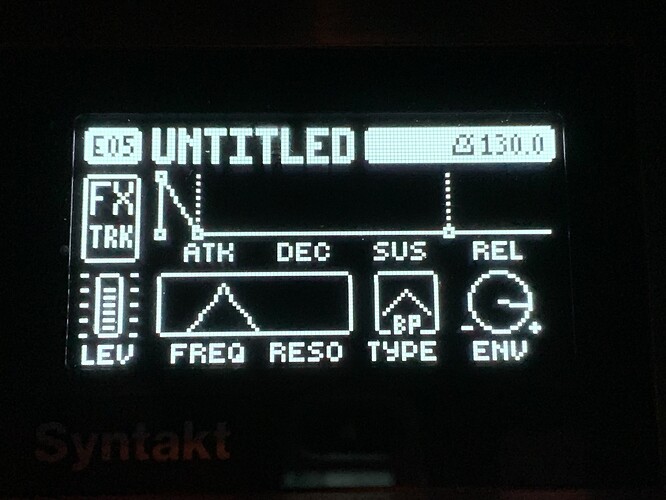 E05 UNTITLED 130.0
FX
TRK
ATK DEC SUS REL
BP
LEV FREQ RESO TYPE ENV
Syntakt